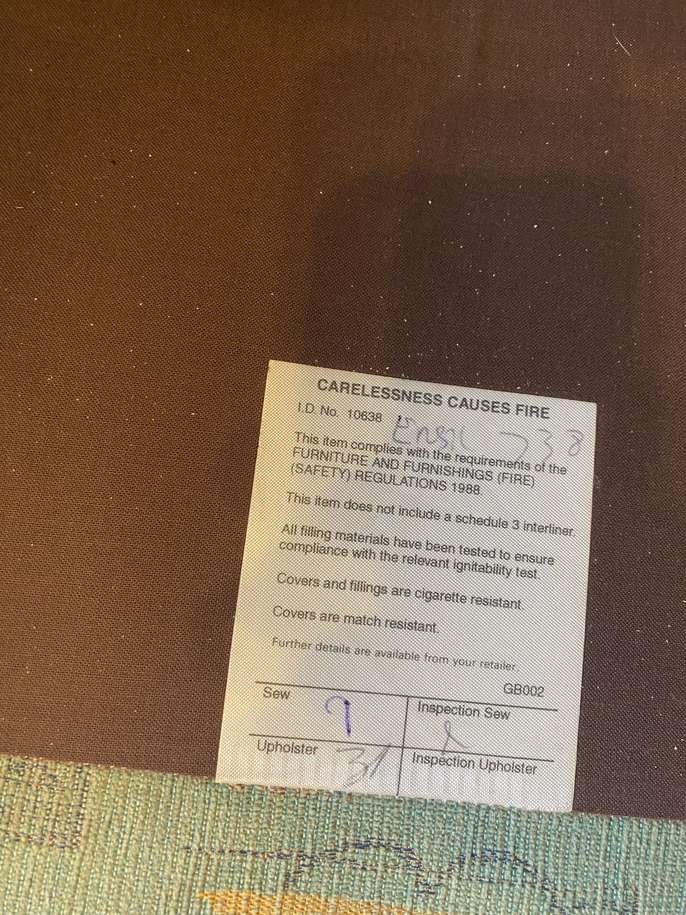 CARELESSNESS CAUSES FIRE
I.D. No. 10638
738
This item complies with the requirements of the
FURNITURE AND FURNISHINGS (FIRE)
(SAFETY) REGULATIONS 1988.
This item does not include a schedule 3 interliner.
All filling materials have been tested to ensure
compliance with the relevant ignitability test.
Covers and fillings are cigarette resistant.
Covers are match resistant.
Further details are available from your retailer.
GB002
Sew 7 Inspection Sew
Upholster 31 Inspection Upholster